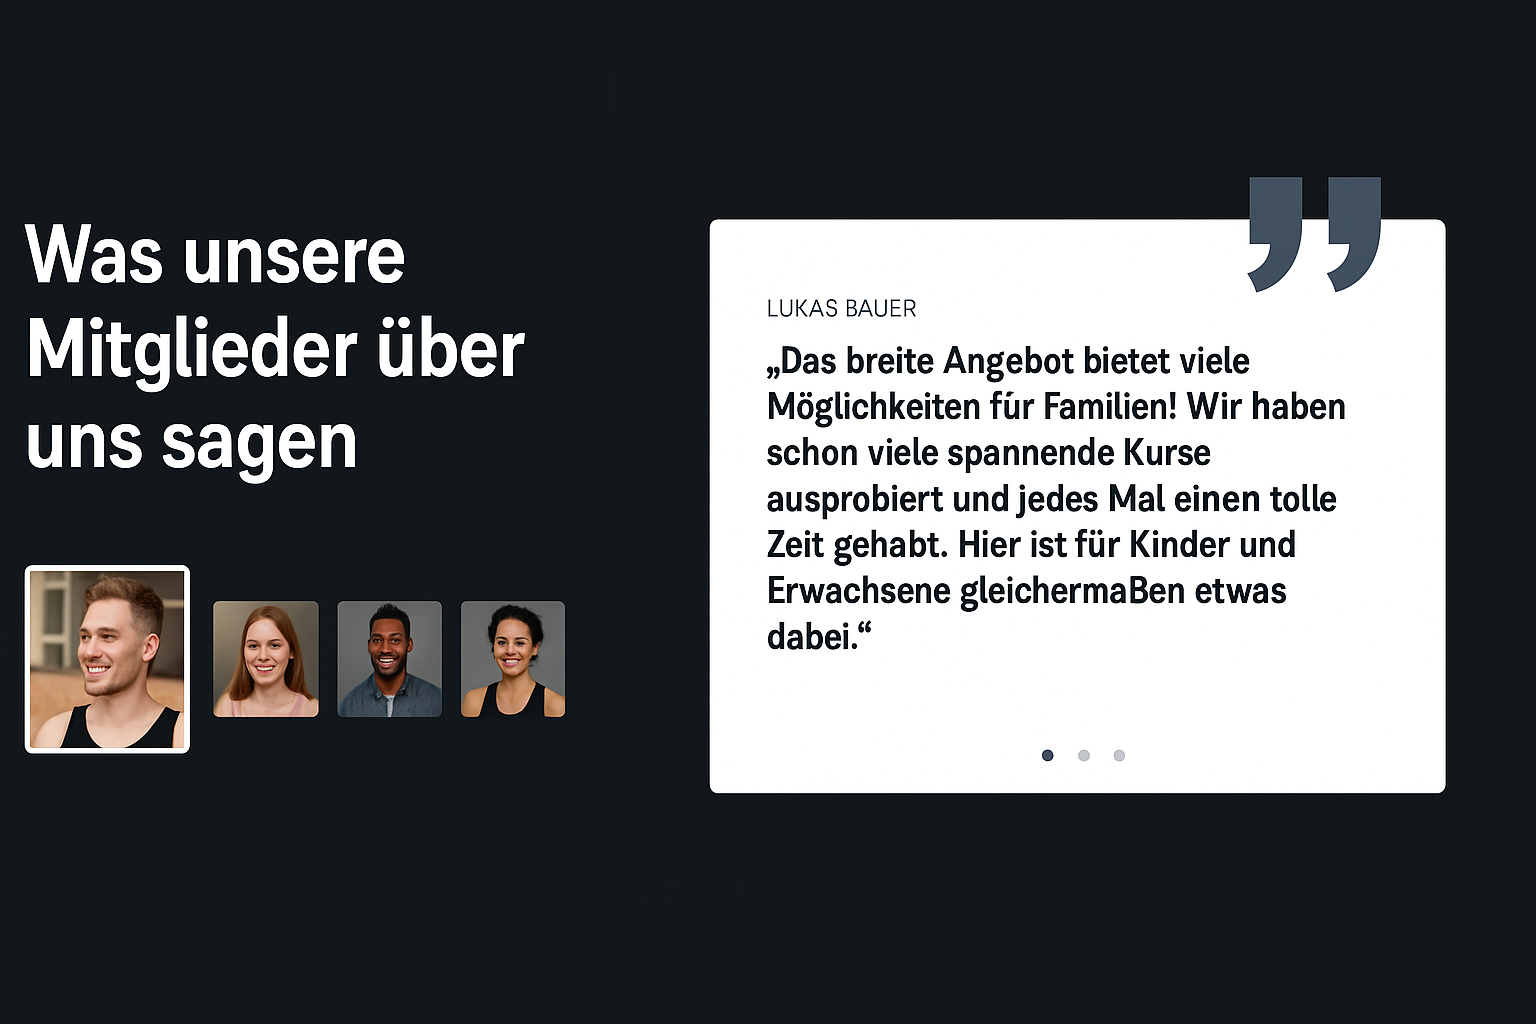 Was unsere
Mitglieder über
uns sagen
LUKAS BAUER
„Das breite Angebot bietet viele
Möglichkeiten fúr Familien! Wir haben
schon viele spannende Kurse
ausprobiert und jedes Mal einen tolle
Zeit gehabt. Hier ist für Kinder und
Erwachsene gleichermaBen etwas
dabei.“